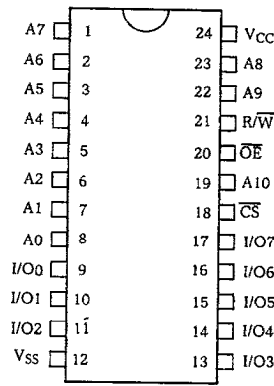 A7 1 24 VCC
A6 2 23 A8
A5 3 22 A9
A4 4 21 R/W̅
A3 5 20 O̅E̅
A2 6 19 A10
A1 7 18 C̅S̅
A0 8 17 I/O7
I/O0 9 16 I/O6
I/O1 10 15 I/O5
I/O2 11 14 I/O4
VSS 12 13 I/O3